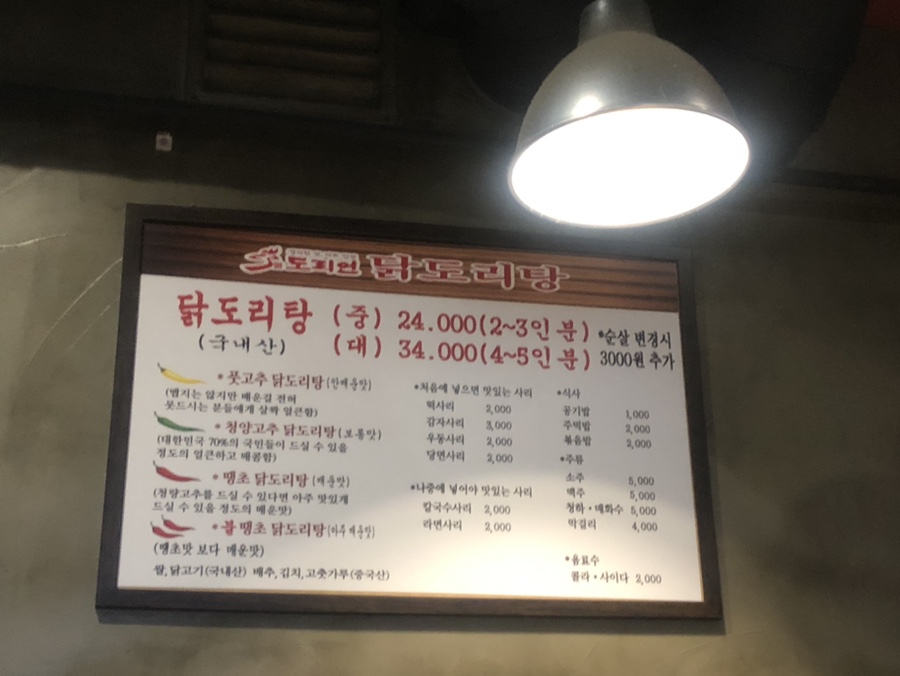 도리연 닭도리탕
닭도리탕 (중) 24.000(2~3인 분)
(국내산) (대) 34.000(4~5인 분)
*순살 변경시
3000원 추가
*풋고추 닭도리탕(안매운맛)
(맵지는 않지만 매운걸 전혀
못드시는 분들에게 살짝 얼큰함)
*청양고추 닭도리탕(보통맛)
(대한민국 70%의 국민들이 드실 수 있을
정도의 얼큰하고 매콤함)
*땡초 닭도리탕(매운맛)
(청량고추를 드실 수 있다면 아주 맛있게
드실 수 있을 정도의 매운맛)
*불 땡초 닭도리탕(아주 매운맛)
(땡초맛 보다 매운맛)
쌀,닭고기(국내산) 배추,김치,고춧가루(중국산)
*처음에 넣으면 맛있는 사리
떡사리 2,000
감자사리 3,000
우동사리 2,000
당면사리 2,000
*나중에 넣어야 맛있는 사리
칼국수사리 2,000
라면사리 2,000
*식사
공기밥 1,000
주먹밥 2,000
볶음밥 2,000
*주류
소주 5,000
맥주 5,000
청하·매화수 5,000
막걸리 4,000
*음료수
콜라·사이다 2,000